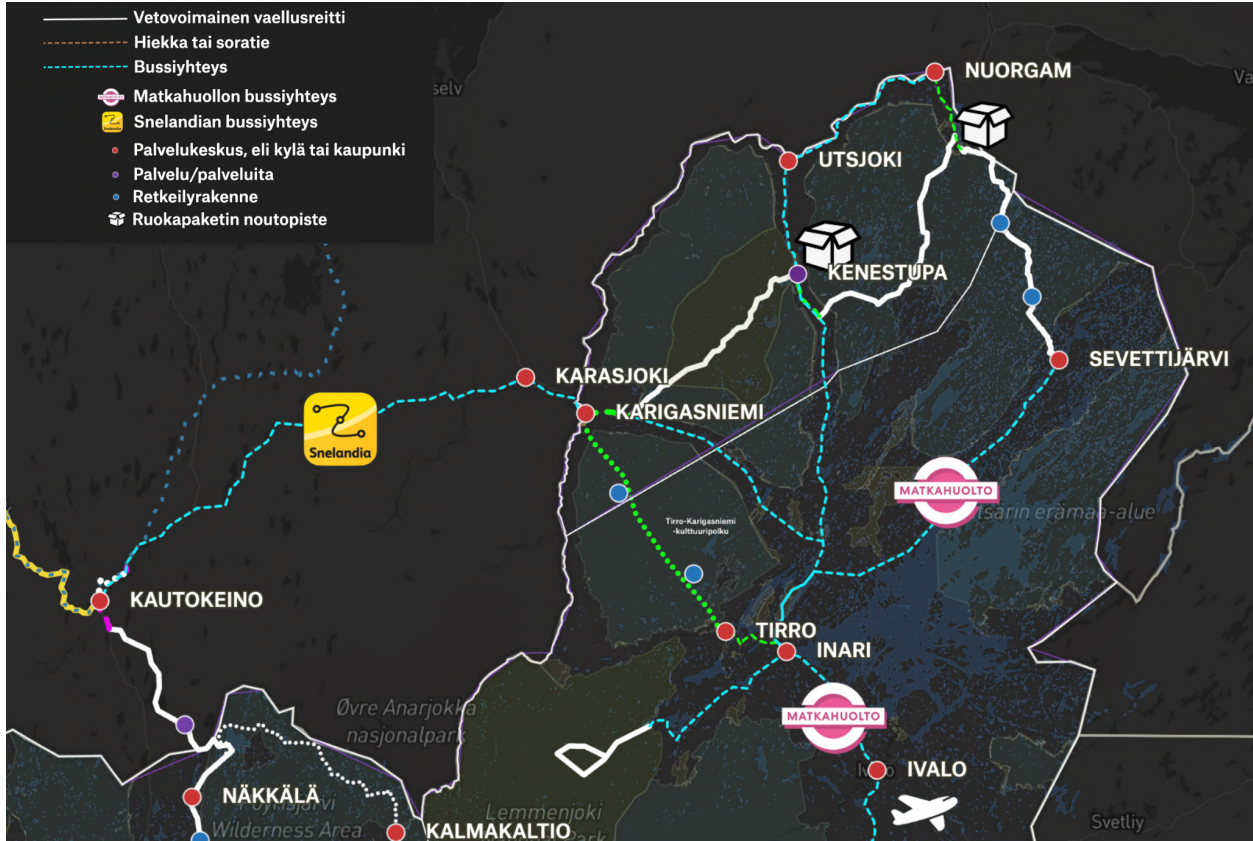 Vetovoimainen vaellusreitti
Hiekka tai soratie
Bussiyhteys
Matkahuollon bussiyhteys
Snelandian bussiyhteys
Palvelukeskus, eli kylä tai kaupunki
Palvelu/palveluita
Retkeilyrakenne
Ruokapaketin noutopiste
NUORGAM
UTSJOKI
KENESTUPA
SEVETTIJÄRVI
KARASJOKI
KARIGASNIEMI
Snelandia
MATKAHUOLTO
Tirro-Karigasniemi
-kulttuuripolku
erämaa-alue
KAUTOKEINO
TIRRO
INARI
Øvre Anarjokka
nasjonalpark
MATKAHUOLTO
IVALO
NÄKKÄLÄ
Wilderness Area
KALMAKALTIO
Lemmenjoki
Svetliy